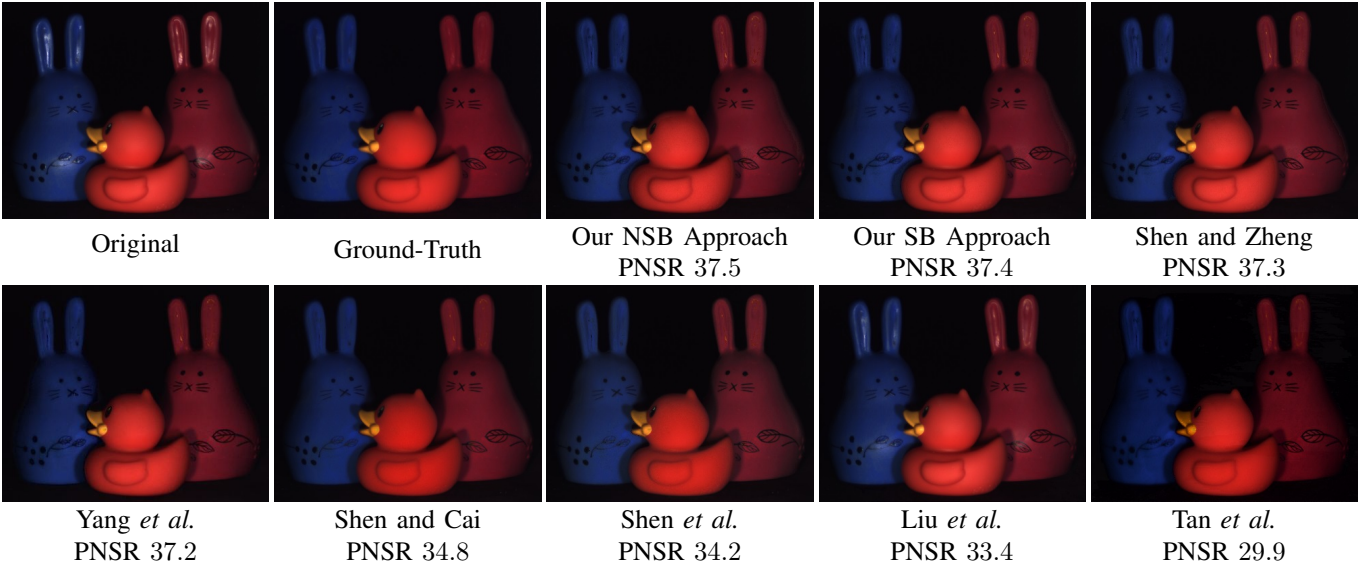 Original
Ground-Truth
Our NSB Approach
PNSR 37.5
Our SB Approach
PNSR 37.4
Shen and Zheng
PNSR 37.3
Yang et al.
PNSR 37.2
Shen and Cai
PNSR 34.8
Shen et al.
PNSR 34.2
Liu et al.
PNSR 33.4
Tan et al.
PNSR 29.9